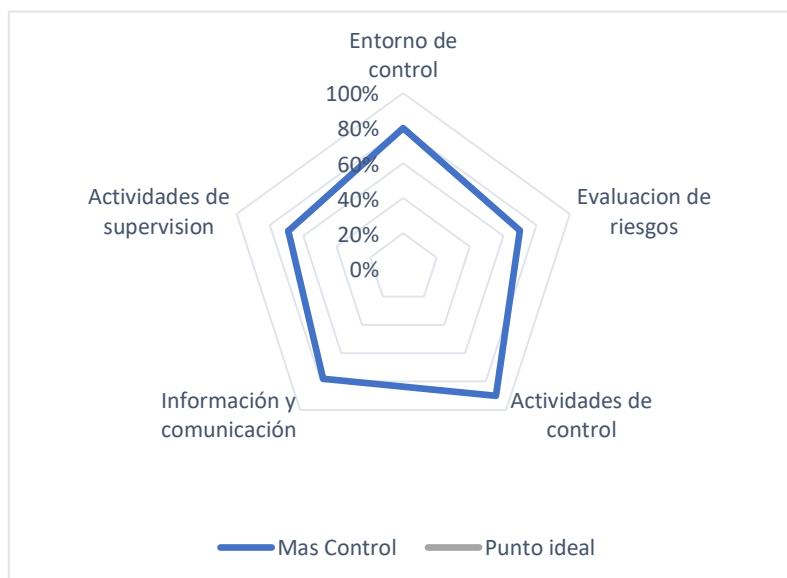 Entorno de
control
100%
80%
60%
40%
20%
0%
Evaluacion de
riesgos
Actividades de
control
Información y
comunicación
Actividades de
supervision
Mas Control
Punto ideal